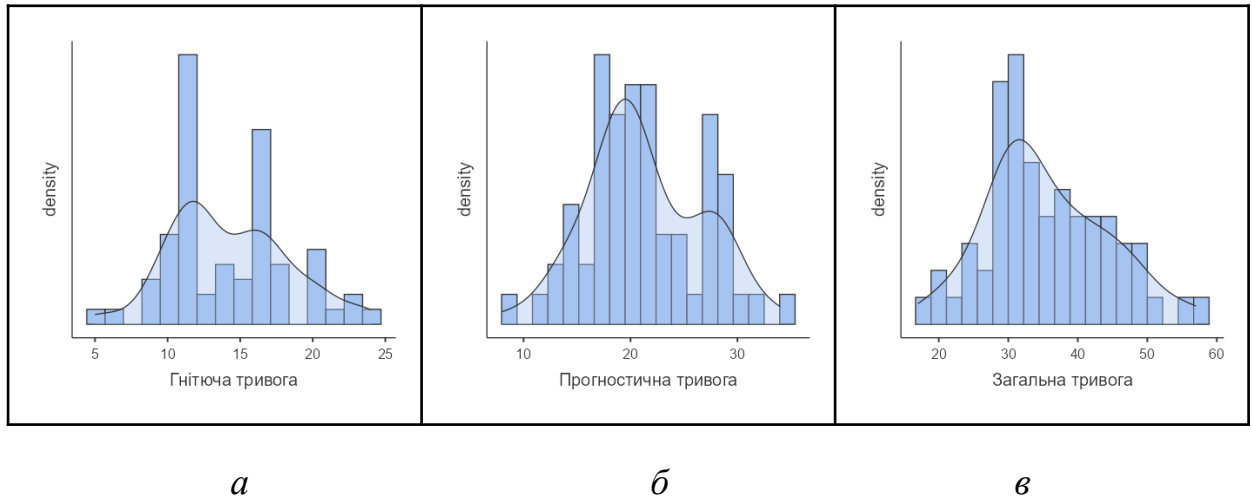 density
5 10 15 20 25
Гнітюча тривога
density
10 20 30
Прогностична тривога
density
20 30 40 50 60
Загальна тривога
а б в